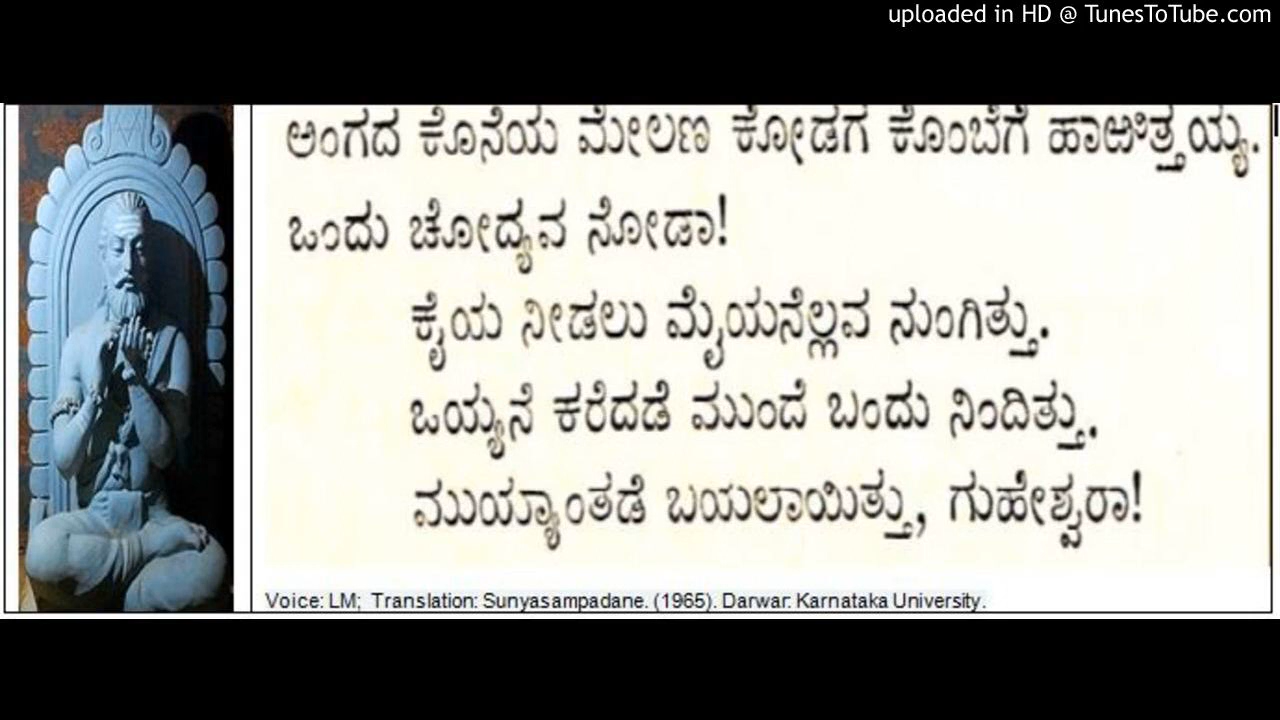 uploaded in HD @ TunesToTube.com
ಅಂಗದ ಕೊನೆಯ ಮೇಲಣ ಕೋಡಗ ಕೊಂಬೆಗೆ ಹಾಱಿತ್ತಯ್ಯ.
ಒಂದು ಚೋದ್ಯವ ನೋಡಾ!
ಕೈಯ ನೀಡಲು ಮೈಯನೆಲ್ಲವ ನುಂಗಿತ್ತು.
ಒಯ್ಯನೆ ಕರೆದಡೆ ಮುಂದೆ ಬಂದು ನಿಂದಿತ್ತು.
ಮುಯ್ಯಾಂತಡೆ ಬಯಲಾಯಿತ್ತು, ಗುಹೇಶ್ವರಾ!
Voice: LM; Translation: Sunyasampadane. (1965). Darwar: Karnataka University.